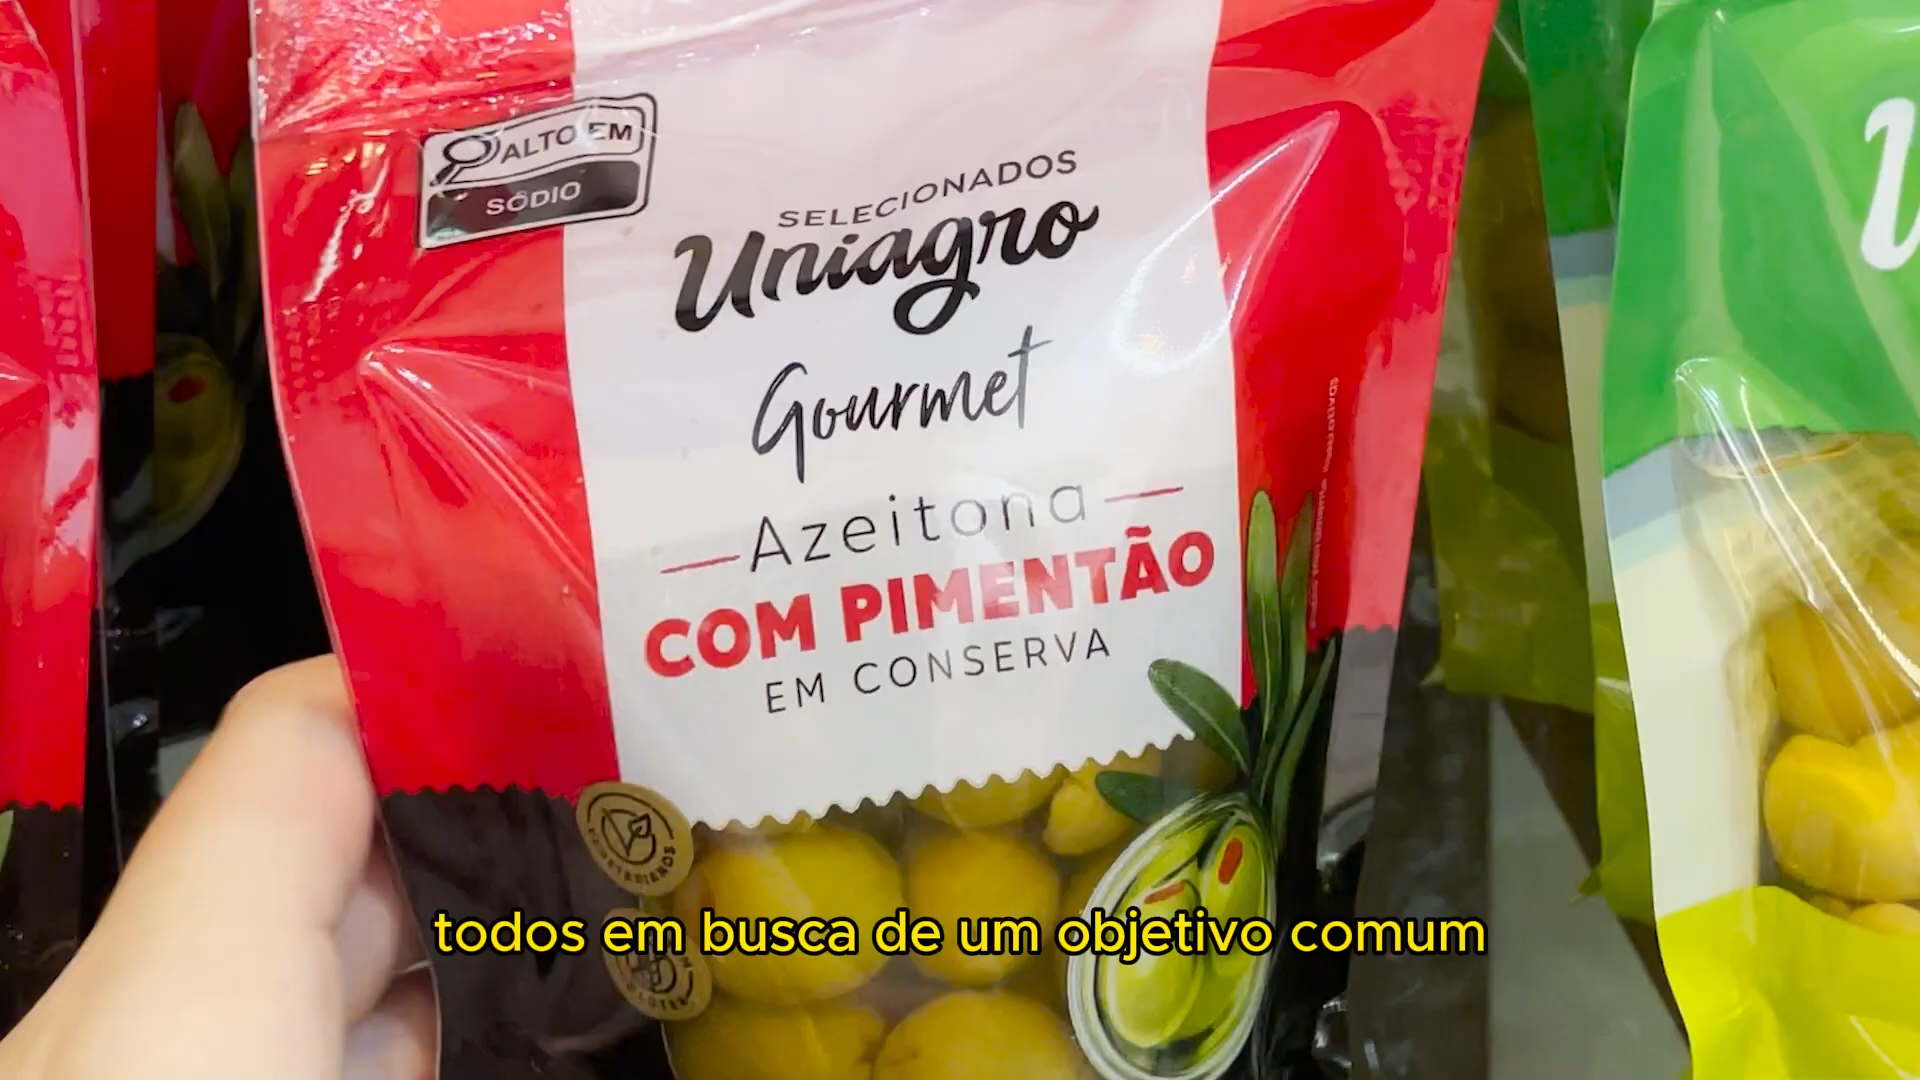 ALTO EM
SÓDIO
SELECIONADOS
Uniagro
Gourmet
Azeitona
COM PIMENTÃO
EM CONSERVA
todos em busca de um objetivo comum